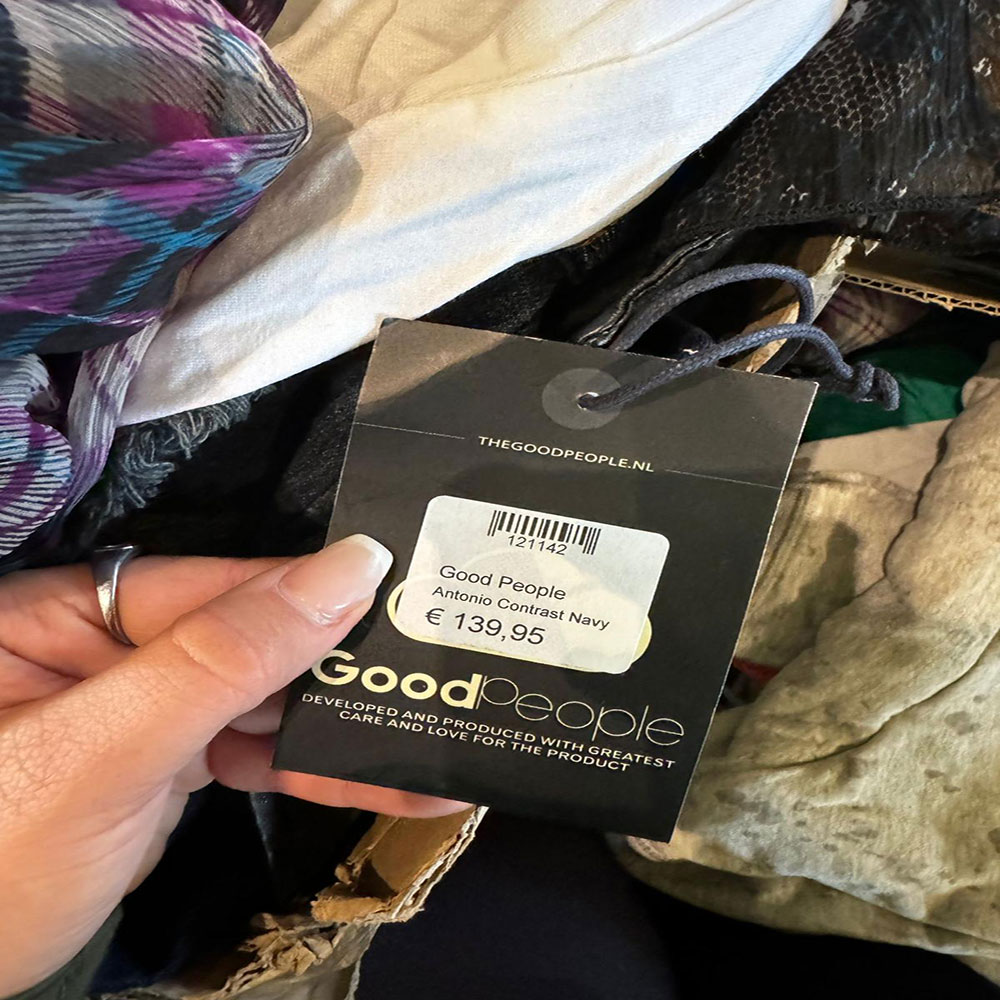 THEGOODPEOPLE.NL
121142
Good People
Antonio Contrast Navy
€ 139,95
GoodPeople
DEVELOPED AND PRODUCED WITH GREATEST
CARE AND LOVE FOR THE PRODUCT